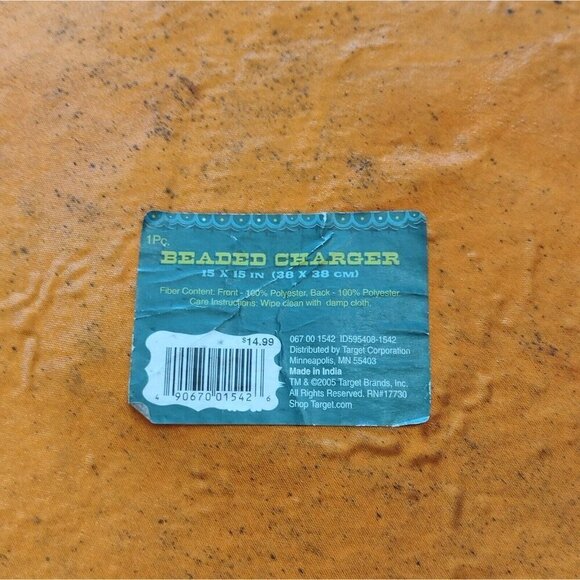 1 Pc.
BEADED CHARGER
15 X 15 IN (38 X 38 CM)
Fiber Content: Front - 100% Polyester, Back - 100% Polyester
Care Instructions: Wipe clean with damp cloth.
$14.99
4 90670 01542 6
067 00 1542 ID595408-1542
Distributed by Target Corporation
Minneapolis, MN 55403
Made in India
TM & ©2005 Target Brands, Inc.
All Rights Reserved. RN#17730
Shop Target.com